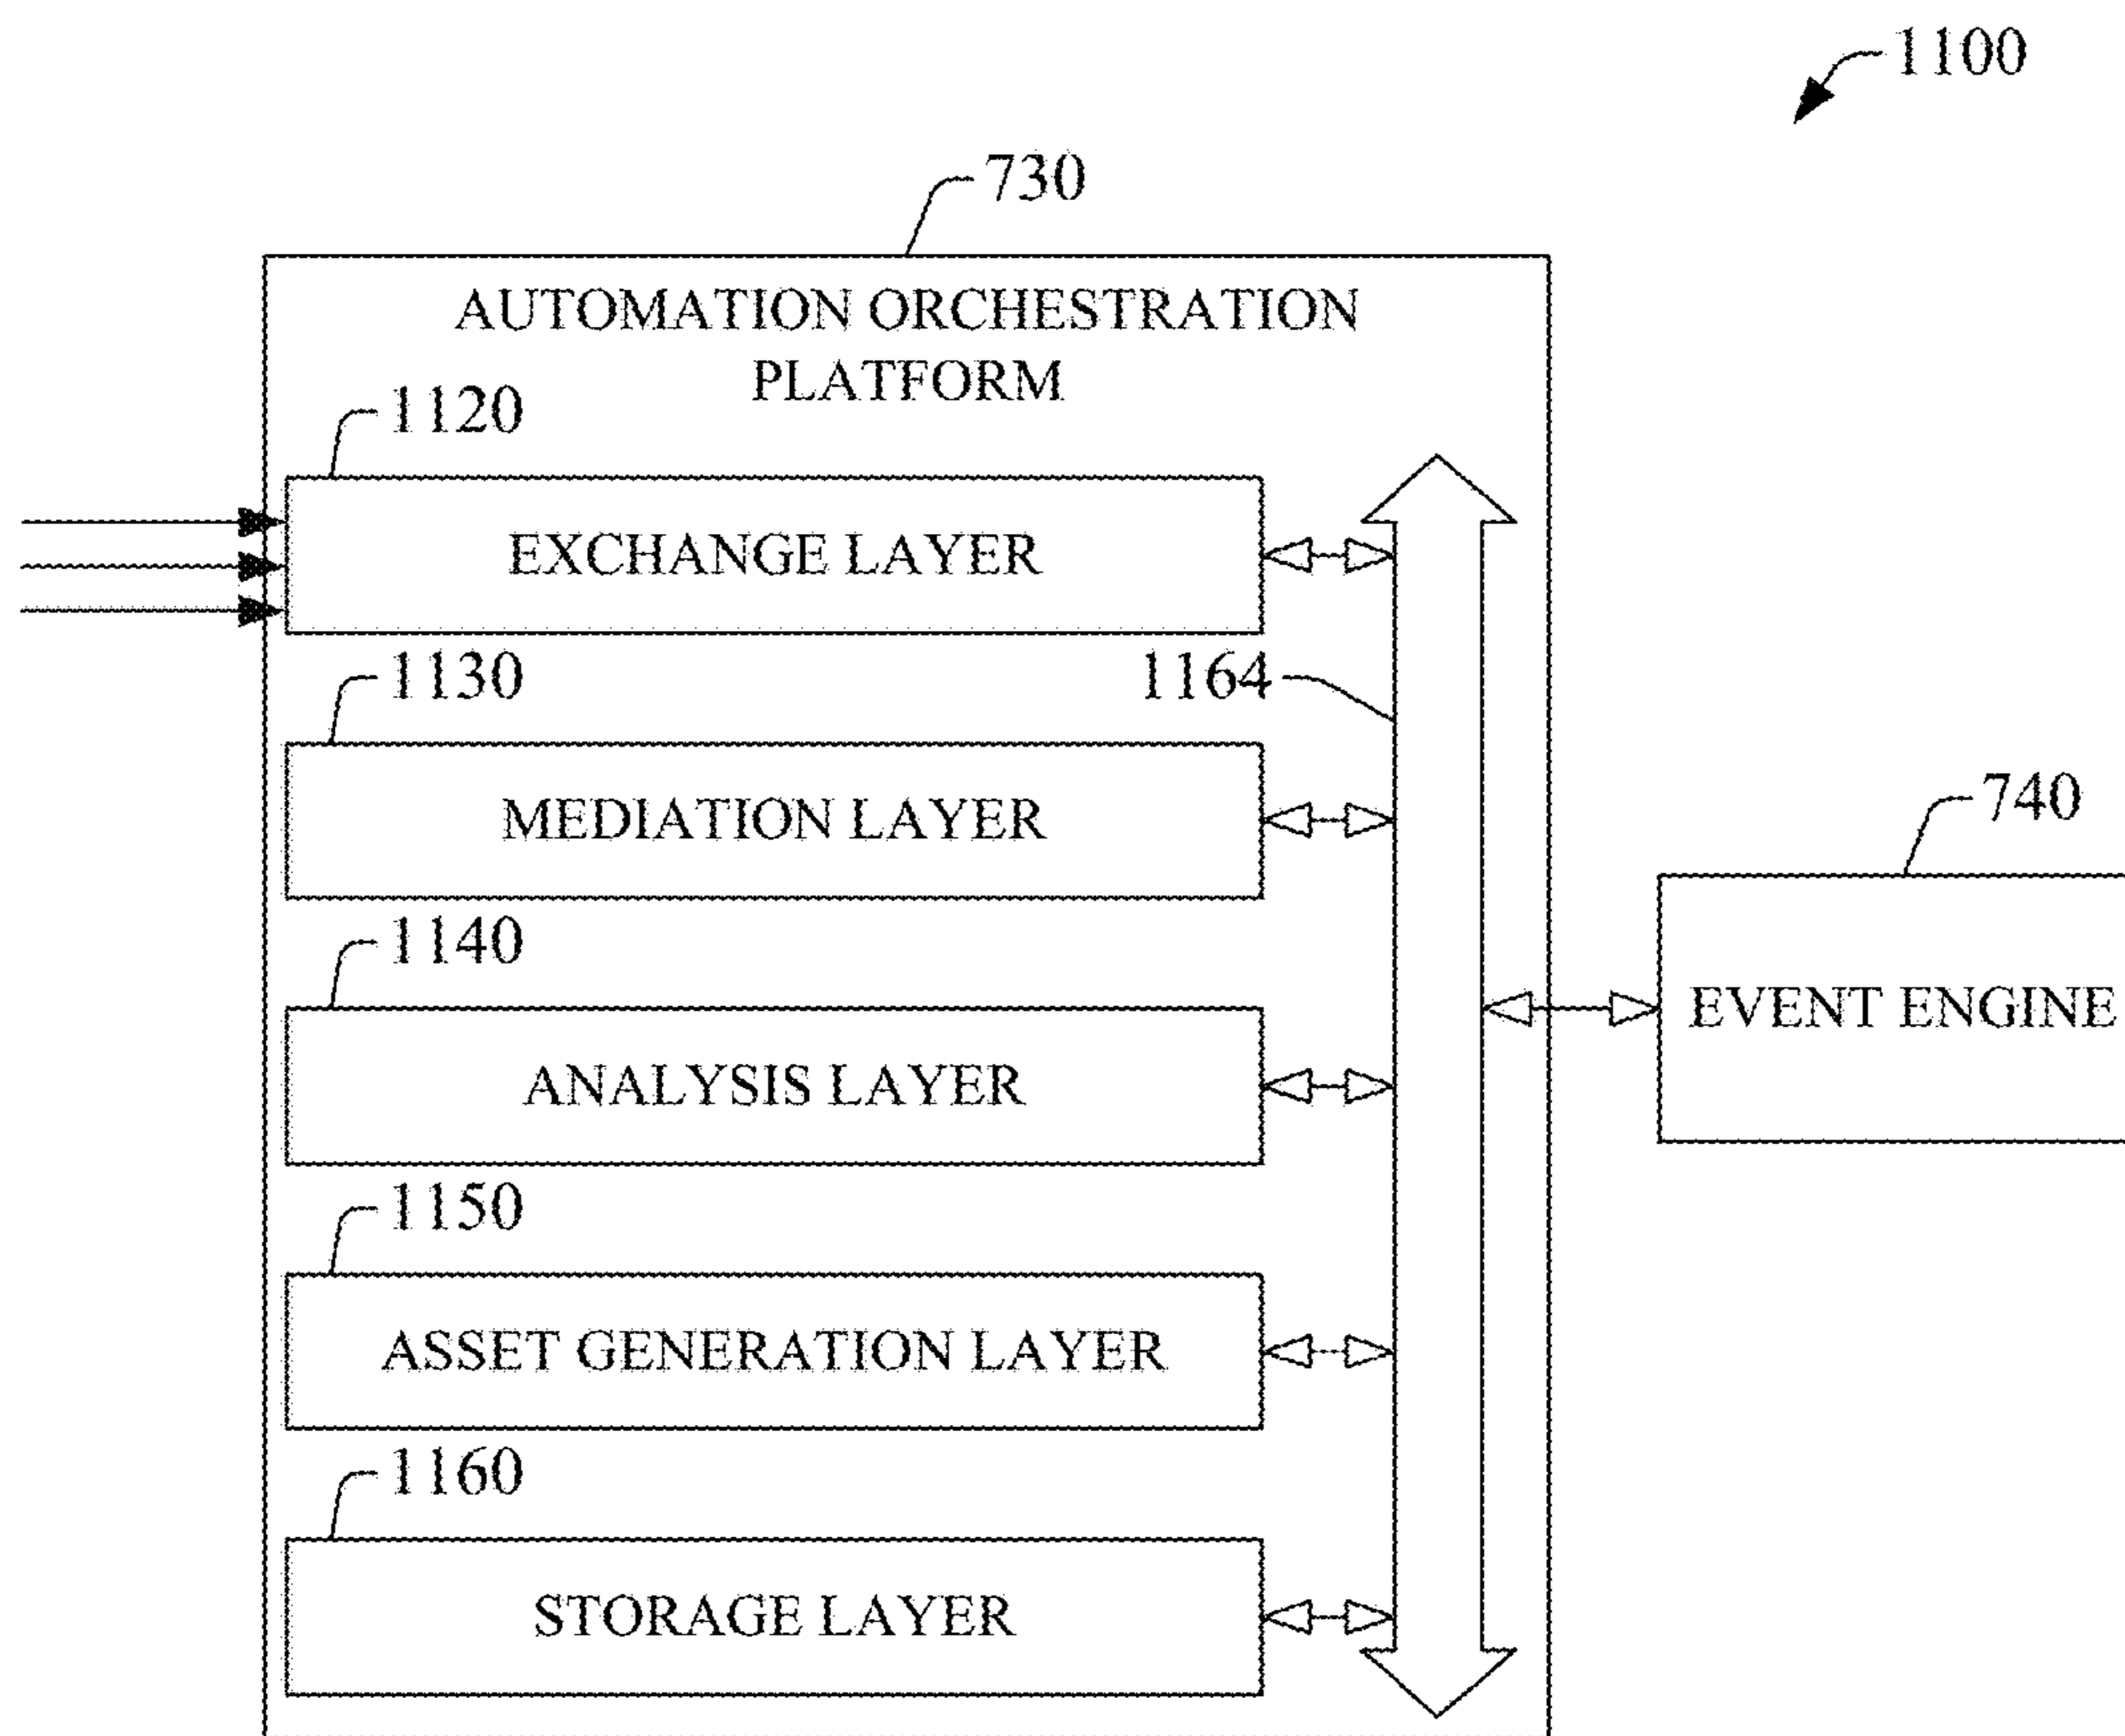 1100
730
AUTOMATION ORCHESTRATION
PLATFORM
1120
EXCHANGE LAYER
1130
1164
MEDIATION LAYER
740
1140
EVENT ENGINE
ANALYSIS LAYER
1150
ASSET GENERATION LAYER
1160
STORAGE LAYER